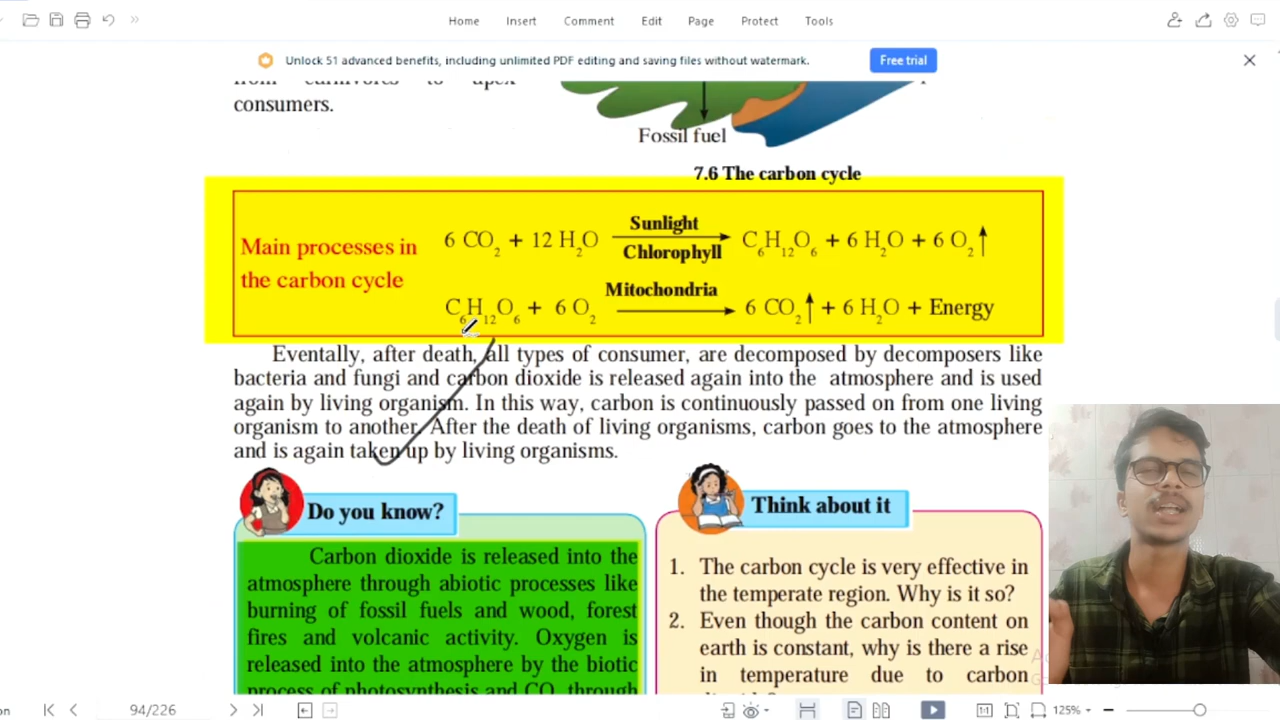 Home Insert Comment Edit Page Protect Tools
Unlock 51 advanced benefits, including unlimited PDF editing and saving files without watermark. Free trial
from carnivores to apex
consumers.
Fossil fuel
7.6 The carbon cycle
Main processes in
the carbon cycle
6 CO2 + 12 H2O Sunlight Chlorophyll C6H12O6 + 6 H2O + 6 O2
C6H12O6 + 6 O2 Mitochondria 6 CO2 + 6 H2O + Energy
Eventally, after death, all types of consumer, are decomposed by decomposers like
bacteria and fungi and carbon dioxide is released again into the atmosphere and is used
again by living organism. In this way, carbon is continuously passed on from one living
organism to another. After the death of living organisms, carbon goes to the atmosphere
and is again taken up by living organisms.
Do you know?
Carbon dioxide is released into the
atmosphere through abiotic processes like
burning of fossil fuels and wood, forest
fires and volcanic activity. Oxygen is
released into the atmosphere by the biotic
process of photosynthesis and CO through
Think about it
1. The carbon cycle is very effective in
the temperate region. Why is it so?
2. Even though the carbon content on
earth is constant, why is there a rise
in temperature due to carbon
94/226
125%